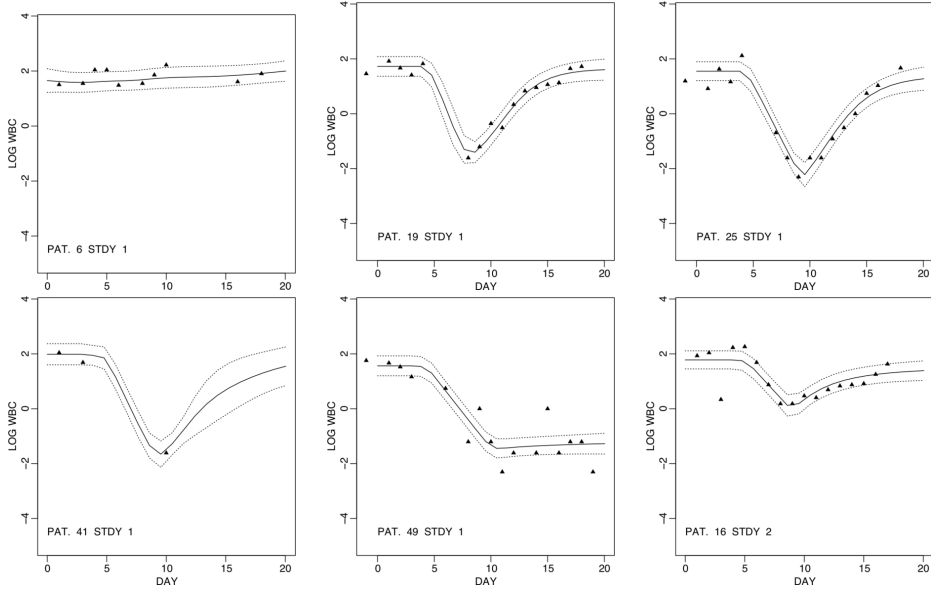 4
2
0
−2
−4
LOG WBC
PAT. 6 STDY 1
0 5 10 15 20
DAY
4
2
0
−2
−4
LOG WBC
PAT. 19 STDY 1
0 5 10 15 20
DAY
4
2
0
−2
−4
LOG WBC
PAT. 25 STDY 1
0 5 10 15 20
DAY
4
2
0
−2
−4
LOG WBC
PAT. 41 STDY 1
0 5 10 15 20
DAY
4
2
0
−2
−4
LOG WBC
PAT. 49 STDY 1
0 5 10 15 20
DAY
4
2
0
−2
−4
LOG WBC
PAT. 16 STDY 2
0 5 10 15 20
DAY